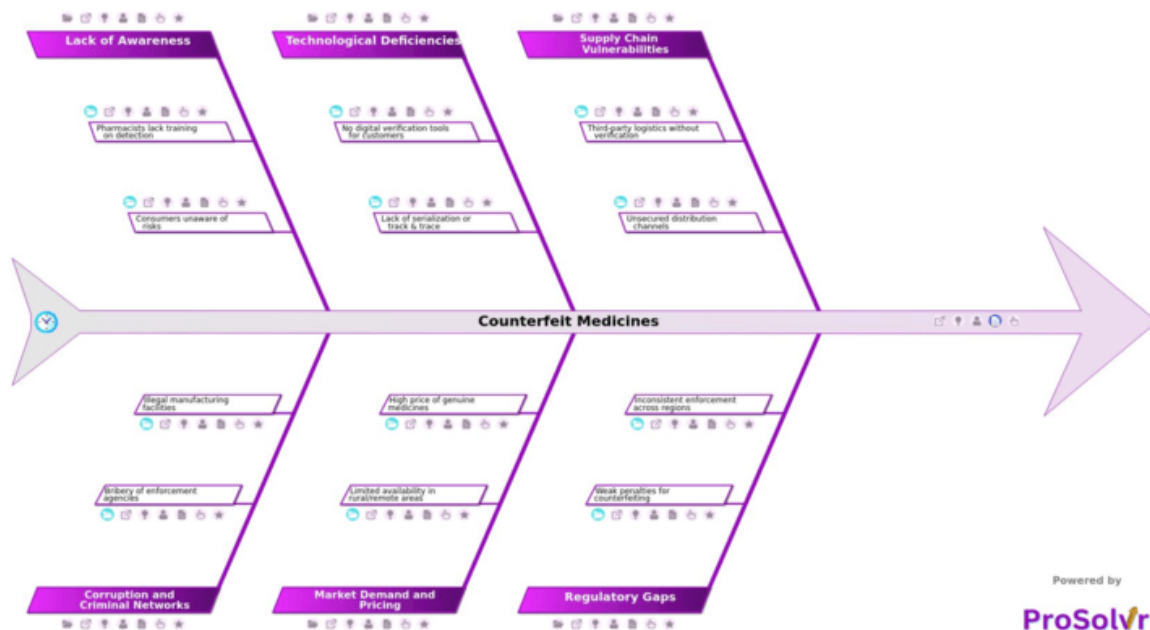 Lack of Awareness
Technological Deficiencies
Supply Chain
Vulnerabilities
Pharmacists lack training
on detection
No digital verification tools
for customers
Third-party logistics without
verification
Consumers unaware of
risks
Lack of serialization or
track & trace
Unsecured distribution
channels
Counterfeit Medicines
Illegal manufacturing
facilities
High price of genuine
medicines
Inconsistent enforcement
across regions
Bribery of enforcement
agencies
Limited availability in
rural/remote areas
Weak penalties for
counterfeiting
Corruption and
Criminal Networks
Market Demand and
Pricing
Regulatory Gaps
Powered by
ProSolvr